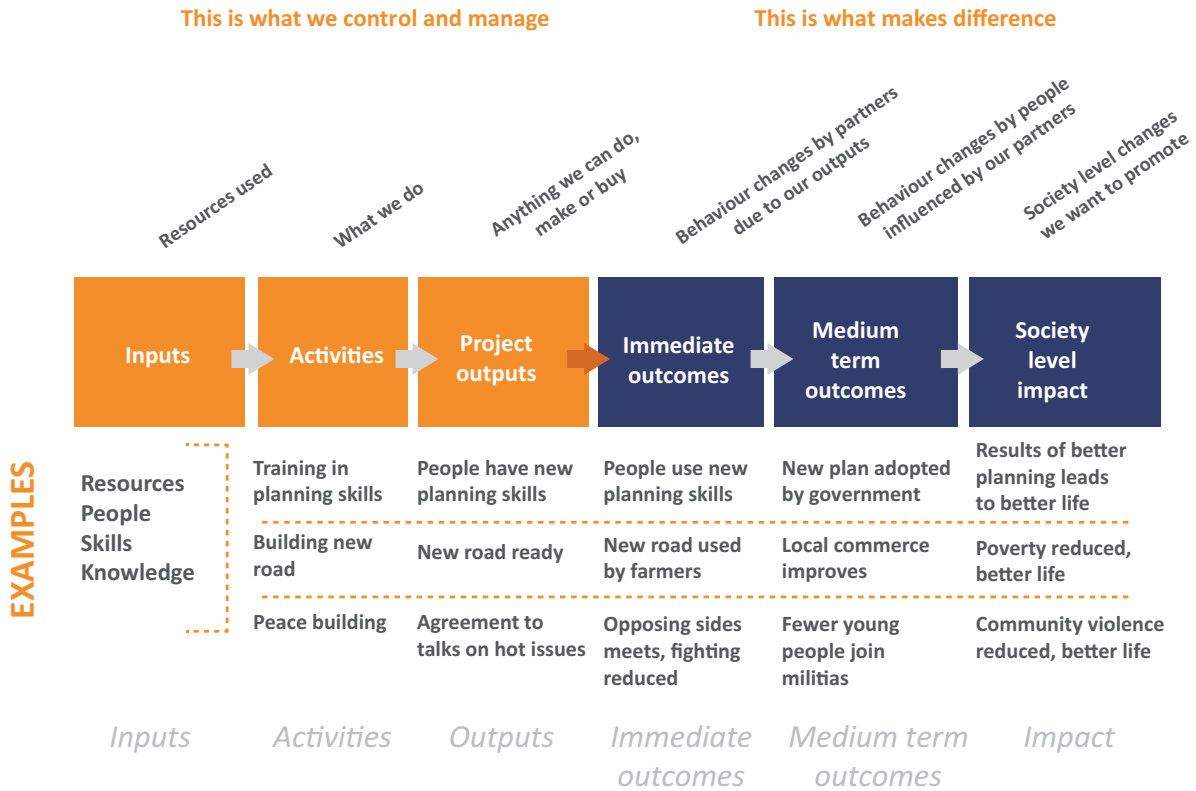 This is what we control and manage
This is what makes difference
Resources used
What we do
Anything we can do,
make or buy
Behaviour changes by partners
due to our outputs
Behaviour changes by people
influenced by our partners
Society level changes
we want to promote
Inputs
Activities
Project
outputs
Immediate
outcomes
Medium
term
outcomes
Society
level
impact
EXAMPLES
Resources
People
Skills
Knowledge
Training in
planning skills
People have new
planning skills
People use new
planning skills
New plan adopted
by government
Results of better
planning leads
to better life
Building new
road
New road ready
New road used
by farmers
Local commerce
improves
Poverty reduced,
better life
Peace building
Agreement to
talks on hot issues
Opposing sides
meets, fighting
reduced
Fewer young
people join
militias
Community violence
reduced, better life
Inputs
Activities
Outputs
Immediate
outcomes
Medium term
outcomes
Impact